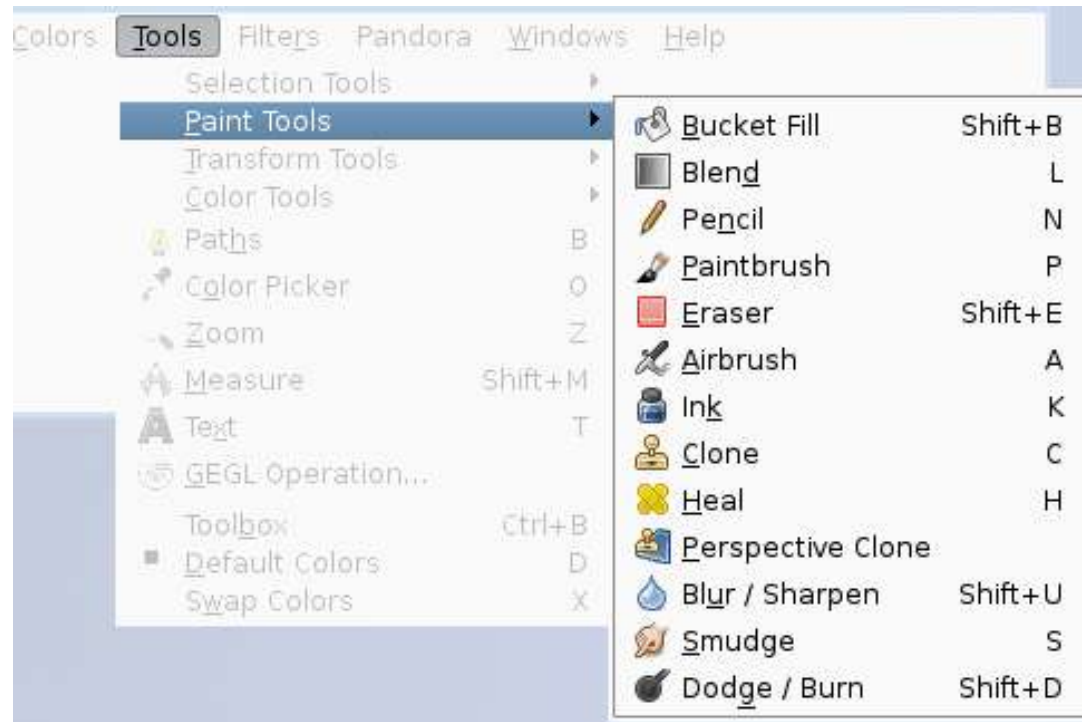 Colors Tools Filters Pandora Windows Help
Selection Tools
Paint Tools
Transform Tools
Color Tools
Paths B
Color Picker O
Zoom Z
Measure Shift+M
Text T
GEGL Operation...
Toolbox Ctrl+B
Default Colors D
Swap Colors X
Bucket Fill Shift+B
Blend L
Pencil N
Paintbrush P
Eraser Shift+E
Airbrush A
Ink K
Clone C
Heal H
Perspective Clone
Blur / Sharpen Shift+U
Smudge S
Dodge / Burn Shift+D